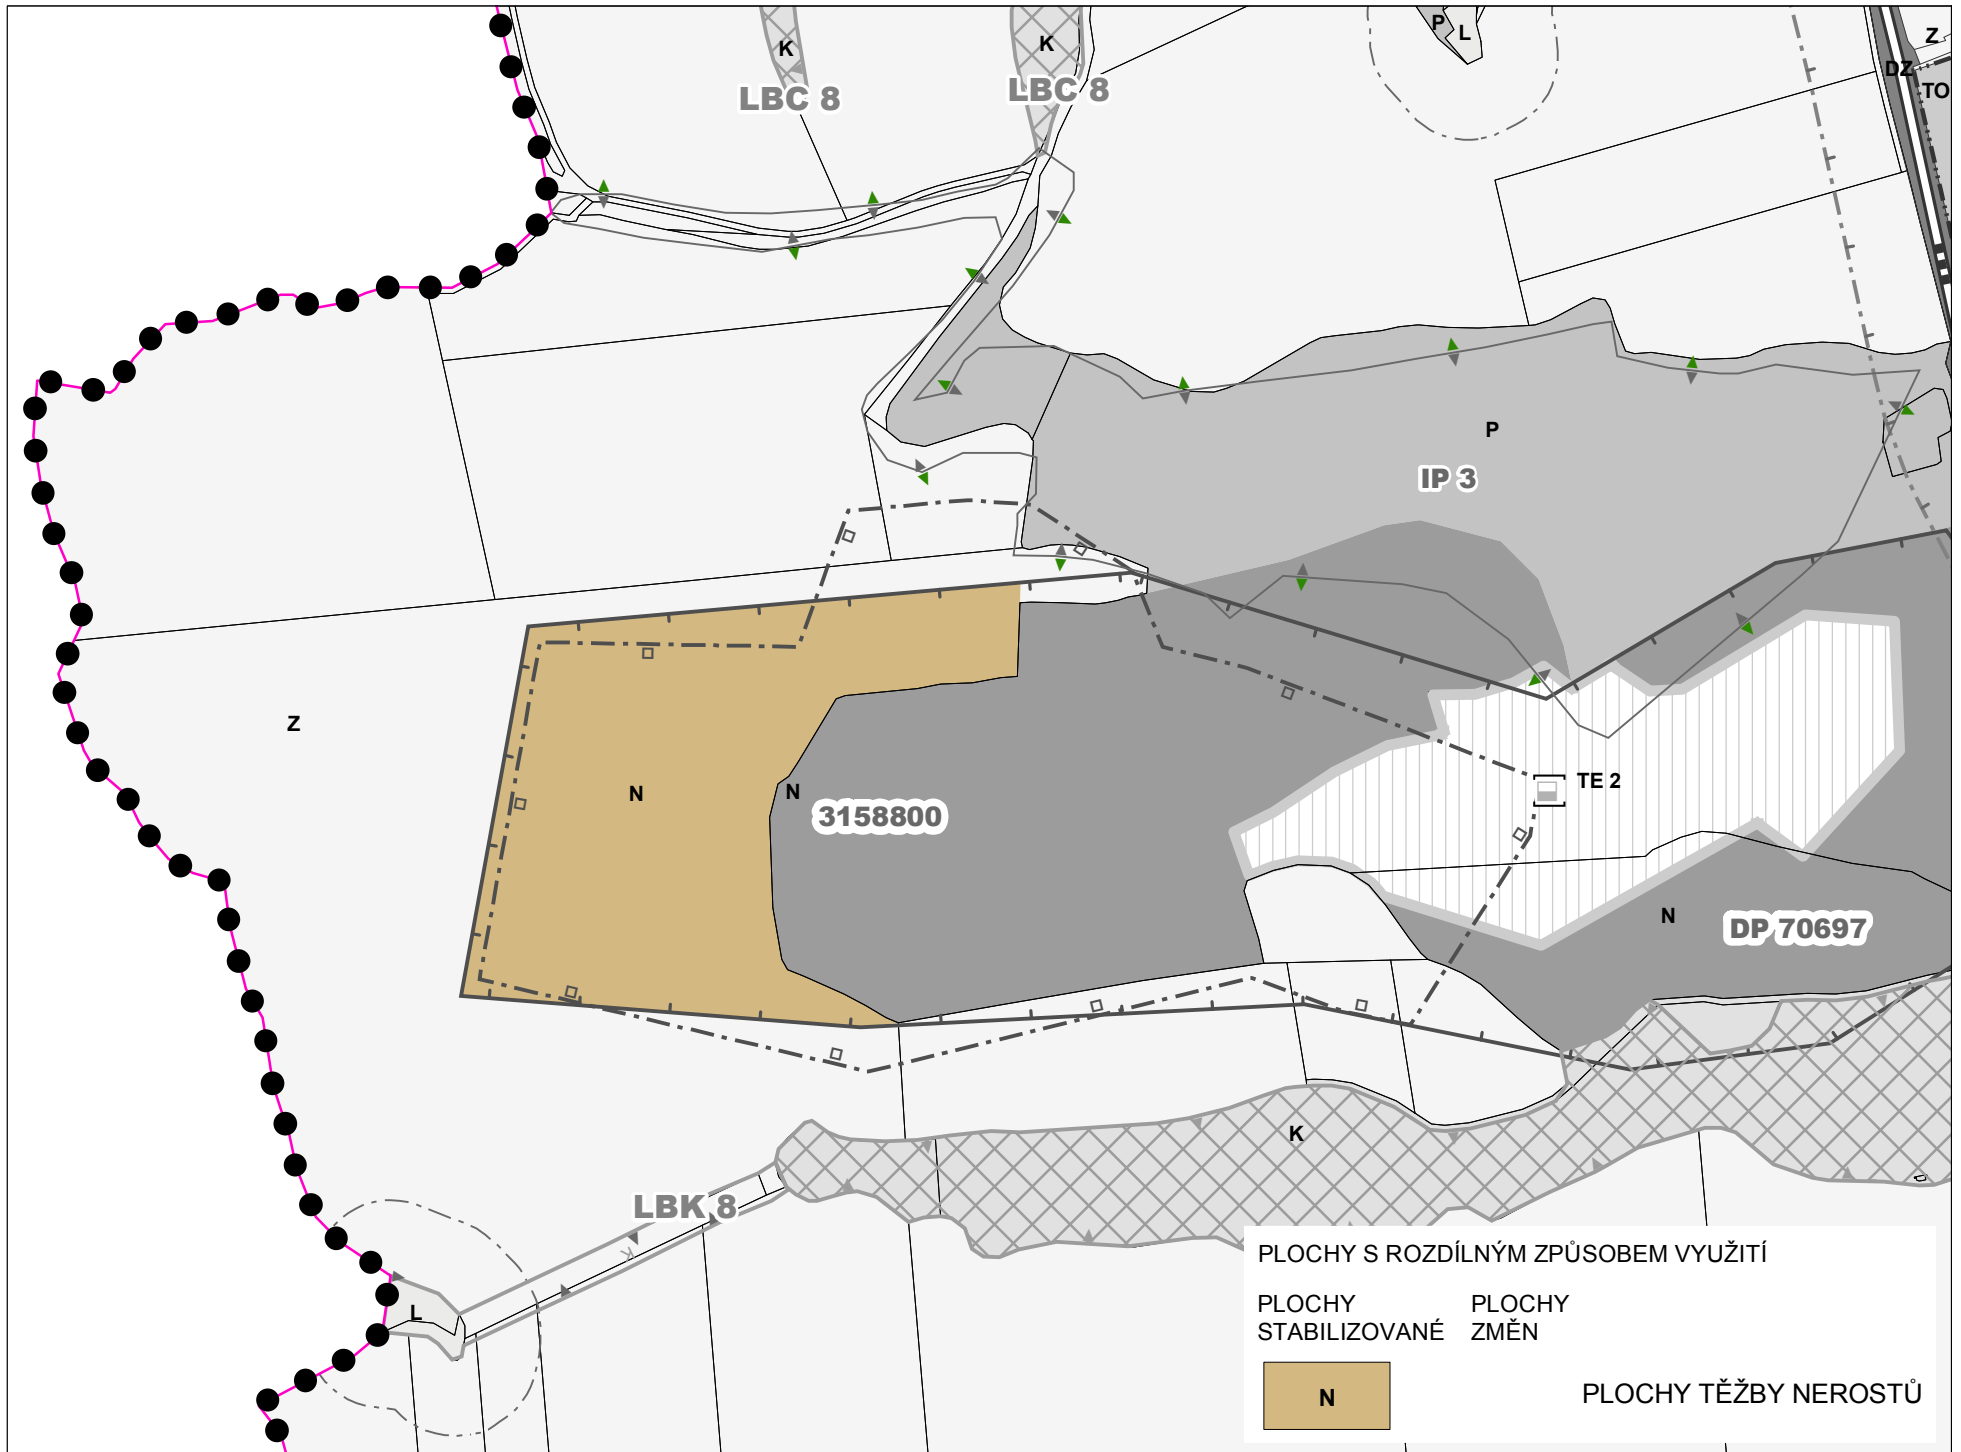 P
L
Z
K
K
DZ
LBC 8
LBC 8
TO
P
IP 3
Z
TE 2
N
N
3158800
N
DP 70697
K
LBK 8
K
L
PLOCHY S ROZDÍLNÝM ZPŮSOBEM VYUŽITÍ
PLOCHY PLOCHY
STABILIZOVANÉ ZMĚN
N PLOCHY TĚŽBY NEROSTŮ